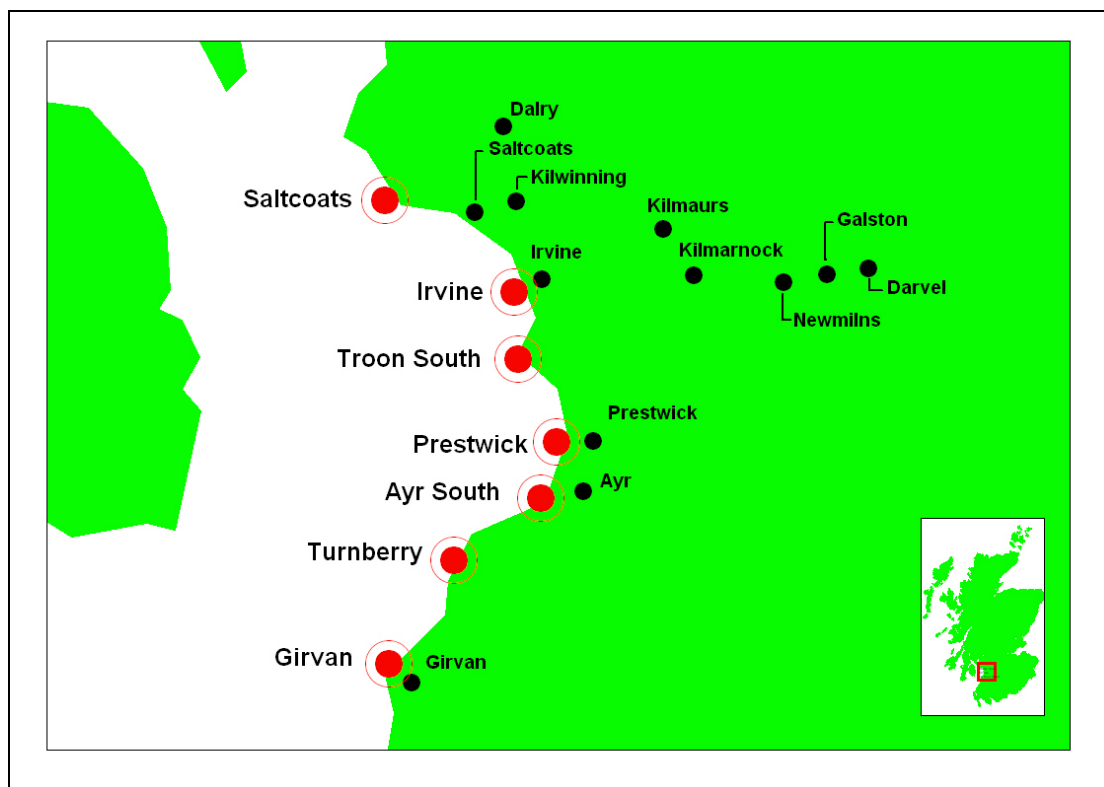 Dalry
Saltcoats
Kilwinning
Saltcoats
Kilmaurs
Galston
Irvine
Kilmarnock
Irvine
Darvel
Newmilns
Troon South
Prestwick
Prestwick
Ayr South
Ayr
Turnberry
Girvan
Girvan